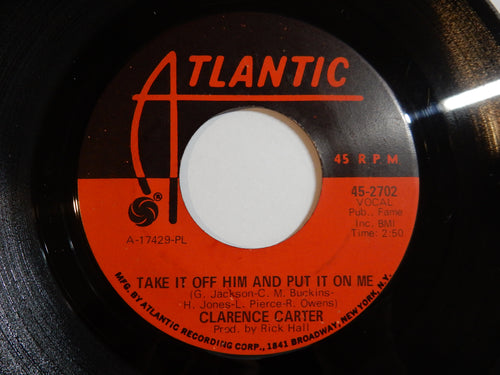 ATLANTIC
45 RPM
®
45-2702
VOCAL
Pub., Fame
Inc. BMI
Time: 2:50
A-17429-PL
TAKE IT OFF HIM AND PUT IT ON ME
(G. Jackson-C. M. Buckins-
H. Jones-L. Pierce-R. Owens)
CLARENCE CARTER
Prod. by Rick Hall
MFG. BY ATLANTIC RECORDING CORP., 1841 BROADWAY, NEW YORK, N.Y.